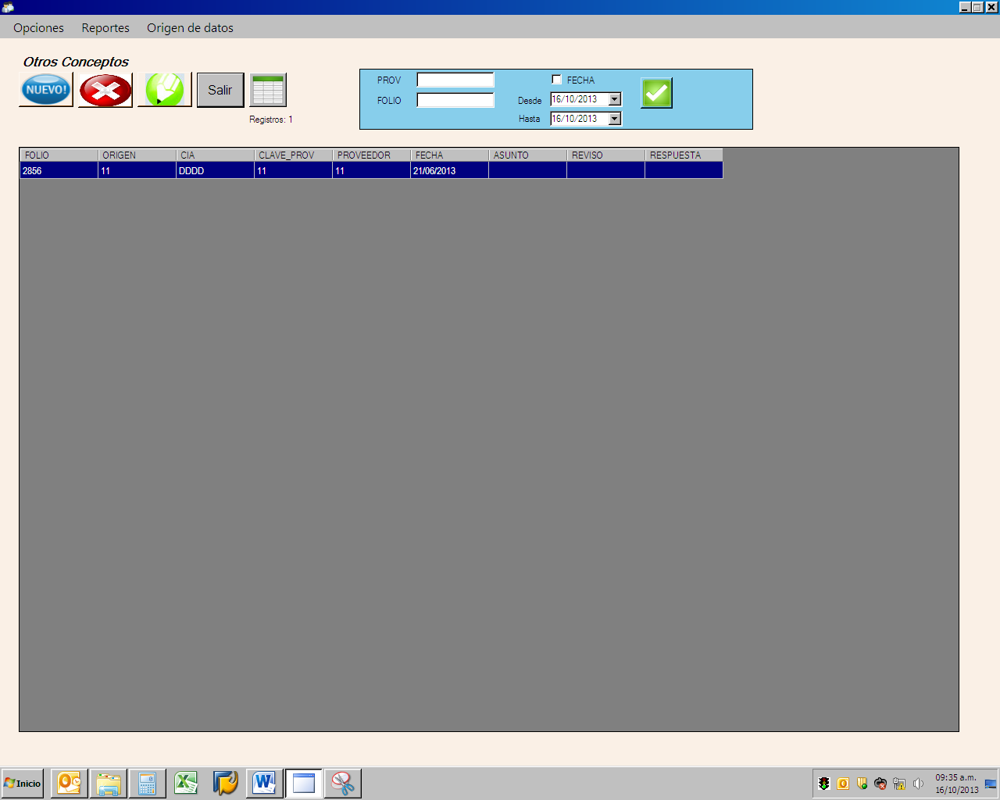 Opciones Reportes Origen de datos
Otros Conceptos
NUEVO!
Salir
Registros: 1
PROV
FOLIO
FECHA
Desde 16/10/2013
Hasta 16/10/2013
FOLIO ORIGEN CIA CLAVE_PROV PROVEEDOR FECHA ASUNTO REVISO RESPUESTA
2856 11 DDDD 11 11 21/06/2013
Inicio
09:35 a.m.
16/10/2013